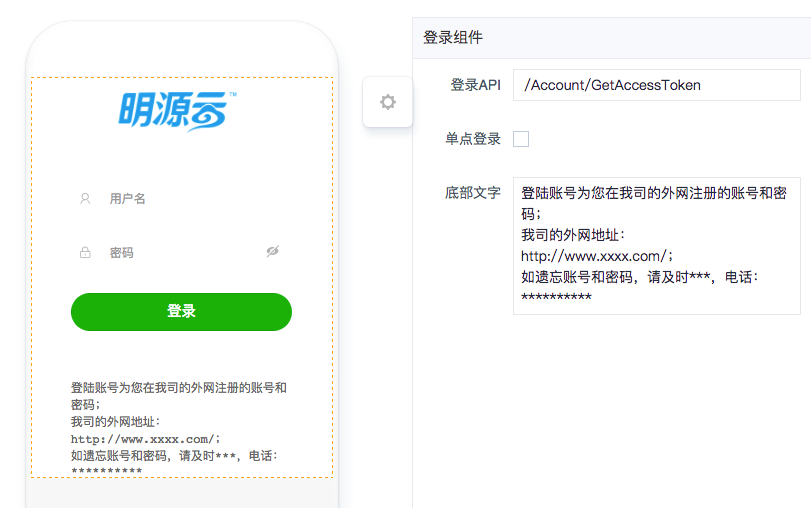 明源云™
用户名
密码
登录
登陆账号为您在我司的外网注册的账号和
密码；
我司的外网地址：
http://www.xxxx.com/；
如遗忘账号和密码，请及时***，电话：
**********
登录组件
登录API
/Account/GetAccessToken
单点登录
底部文字
登陆账号为您在我司的外网注册的账号和密
码；
我司的外网地址：
http://www.xxxx.com/；
如遗忘账号和密码，请及时***，电话：
**********